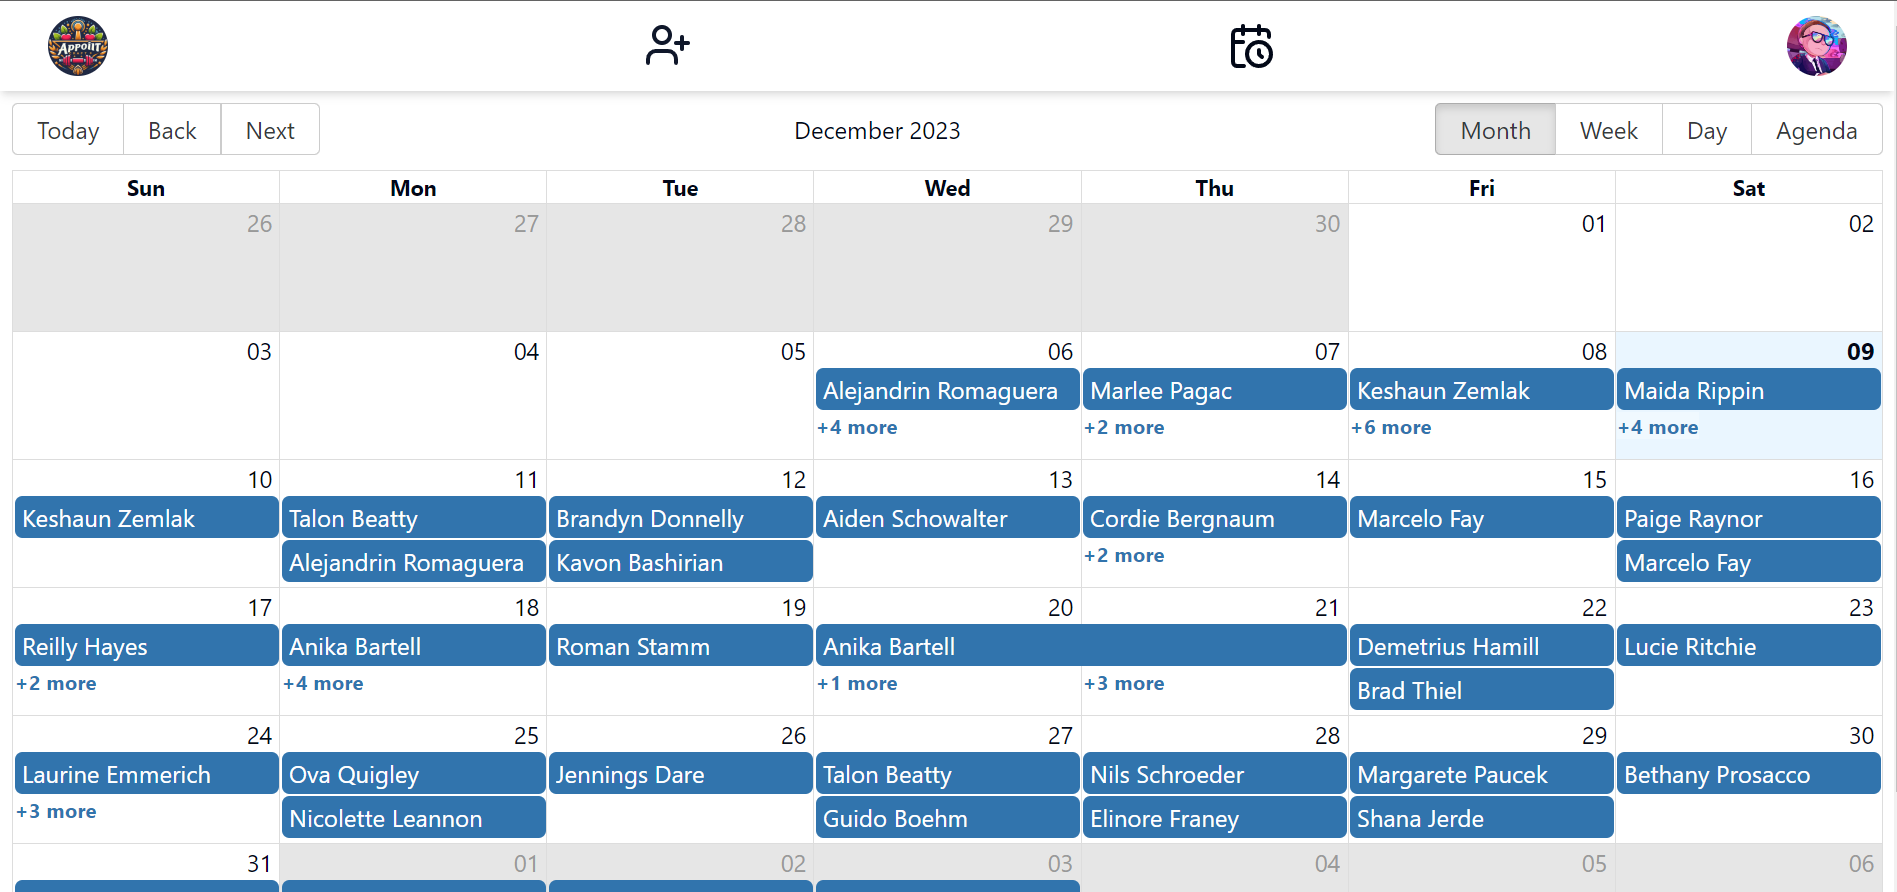 AppoiiT
Today Back Next December 2023 Month Week Day Agenda
Sun Mon Tue Wed Thu Fri Sat
26 27 28 29 30 01 02
03 04 05 06 07 08 09
Alejandrin Romaguera Marlee Pagac Keshaun Zemlak Maida Rippin
+4 more +2 more +6 more +4 more
10 11 12 13 14 15 16
Keshaun Zemlak Talon Beatty Brandyn Donnelly Aiden Schowalter Cordie Bergnaum Marcelo Fay Paige Raynor
+2 more
Alejandrin Romaguera Kavon Bashirian Marcelo Fay
17 18 19 20 21 22 23
Reilly Hayes Anika Bartell Roman Stamm Anika Bartell Demetrius Hamill Lucie Ritchie
+2 more +4 more +1 more +3 more Brad Thiel
24 25 26 27 28 29 30
Laurine Emmerich Ova Quigley Jennings Dare Talon Beatty Nils Schroeder Margarete Paucek Bethany Prosacco
+3 more Nicolette Leannon Guido Boehm Elinore Franey Shana Jerde
31 01 02 03 04 05 06